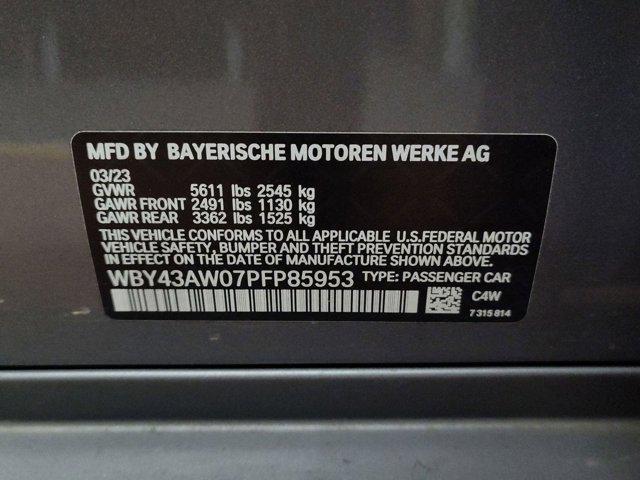 MFD BY BAYERISCHE MOTOREN WERKE AG
03/23
GVWR 5611 lbs 2545 kg
GAWR FRONT 2491 lbs 1130 kg
GAWR REAR 3362 lbs 1525 kg
THIS VEHICLE CONFORMS TO ALL APPLICABLE U.S.FEDERAL MOTOR
VEHICLE SAFETY, BUMPER AND THEFT PREVENTION STANDARDS
IN EFFECT ON THE DATE OF MANUFACTURE SHOWN ABOVE.
WBY43AW07PFP85953 TYPE: PASSENGER CAR
C4W
7 315 814